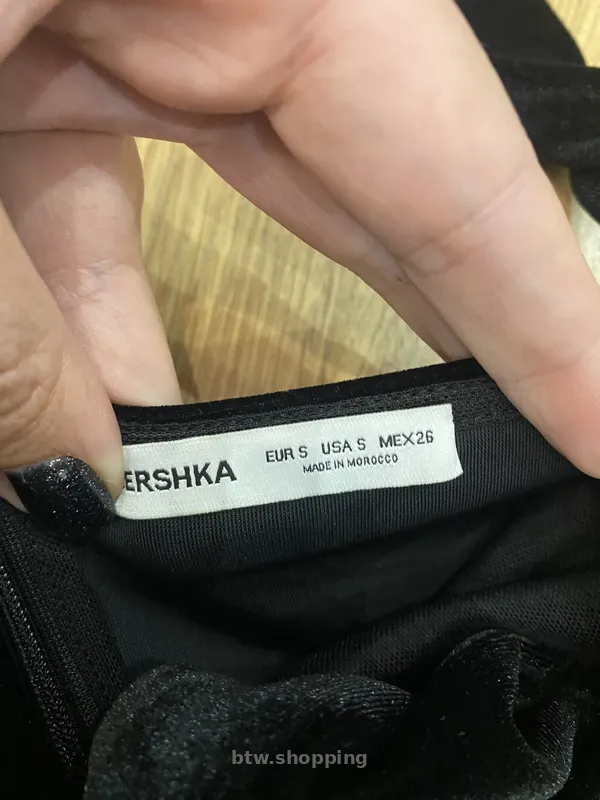 ERSHKA
EUR S USA S MEX26
MADE IN MOROCCO
btw.shopping